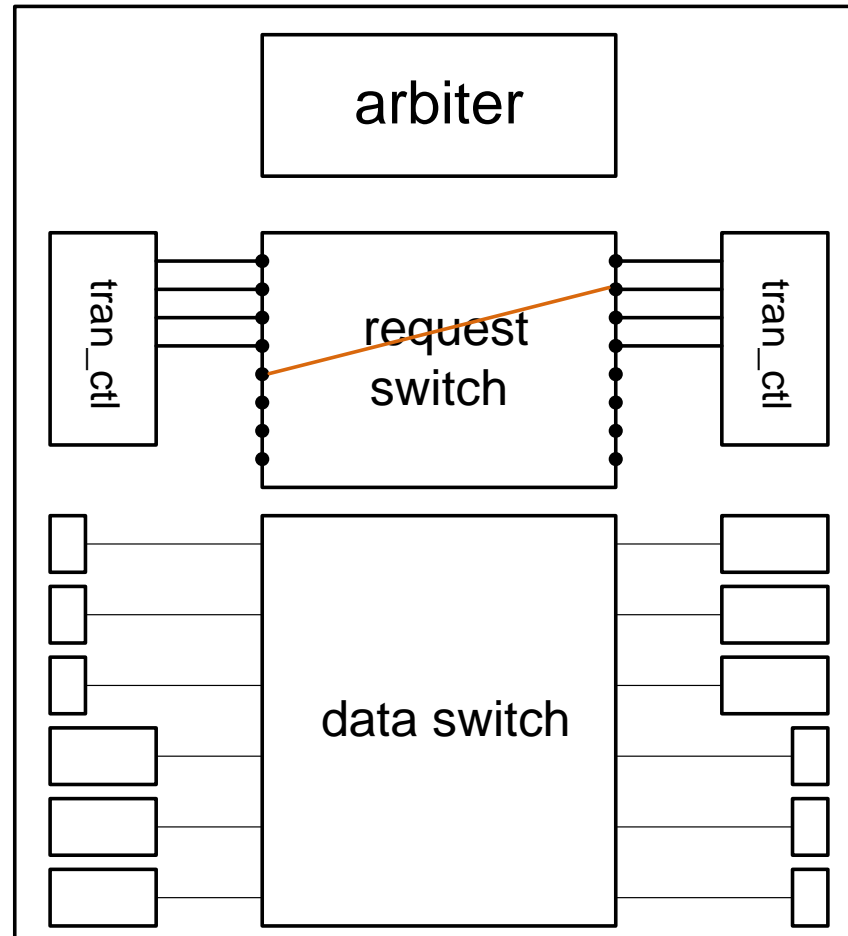 arbiter
tran_ctl
request
switch
tran_ctl
data switch